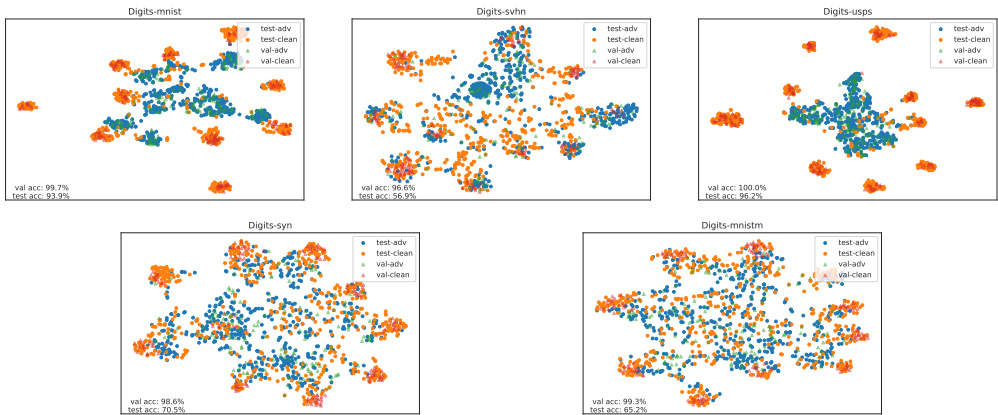 Digits-mnist
test-adv
test-clean
val-adv
val-clean
val acc: 99.7%
test acc: 93.9%
Digits-svhn
test-adv
test-clean
val-adv
val-clean
val acc: 96.6%
test acc: 56.9%
Digits-usps
test-adv
test-clean
val-adv
val-clean
val acc: 100.0%
test acc: 96.2%
Digits-syn
test-adv
test-clean
val-adv
val-clean
val acc: 98.6%
test acc: 70.5%
Digits-mnistm
test-adv
test-clean
val-adv
val-clean
val acc: 99.3%
test acc: 65.2%